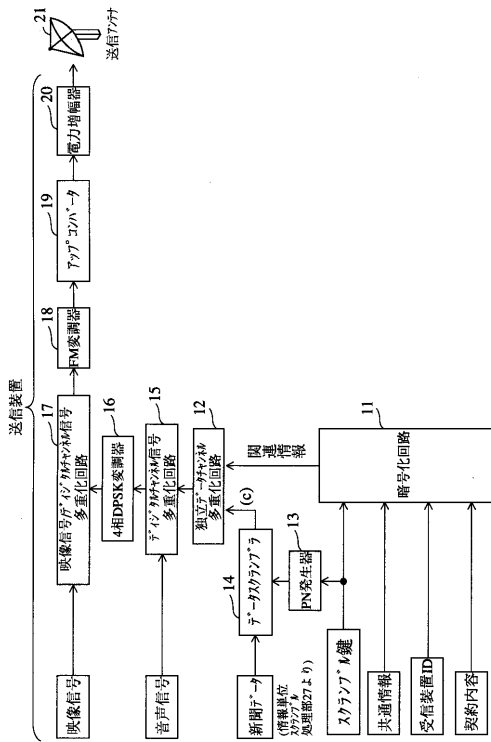 送信装置
映像信号
17
映像信号/ディジタルチャンネル信号
多重化回路
18
FM変調器
19
アップコンバータ
20
電力増幅器
21
送信アンテナ
16
4相DPSK変調器
音声信号
15
ディジタルチャンネル信号
多重化回路
12
独立データチャンネル
多重化回路
(c)
関連情報
新聞データ
(情報単位
スクランブル
処理部27より)
14
データスクランブラ
13
PN発生器
11
暗号化回路
スクランブル鍵
共通情報
受信装置ID
契約内容